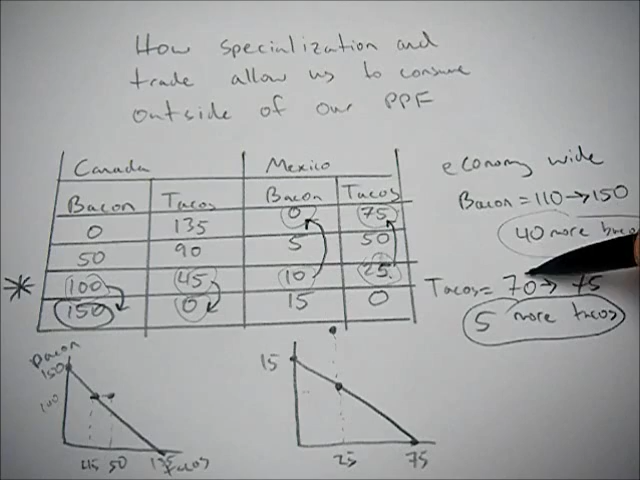 How specialization and
trade allow us to consume
outside of our PPF
Canada Mexico
Bacon Tacos Bacon Tacos
0 135 0 75
50 90 5 50
100 45 10 25
150 0 15 0
economy wide
Bacon = 110 → 150
40 more
Tacos = 70 → 75
5 more tacos
Bacon
150
100
45 50 135 tacos
15
25 75